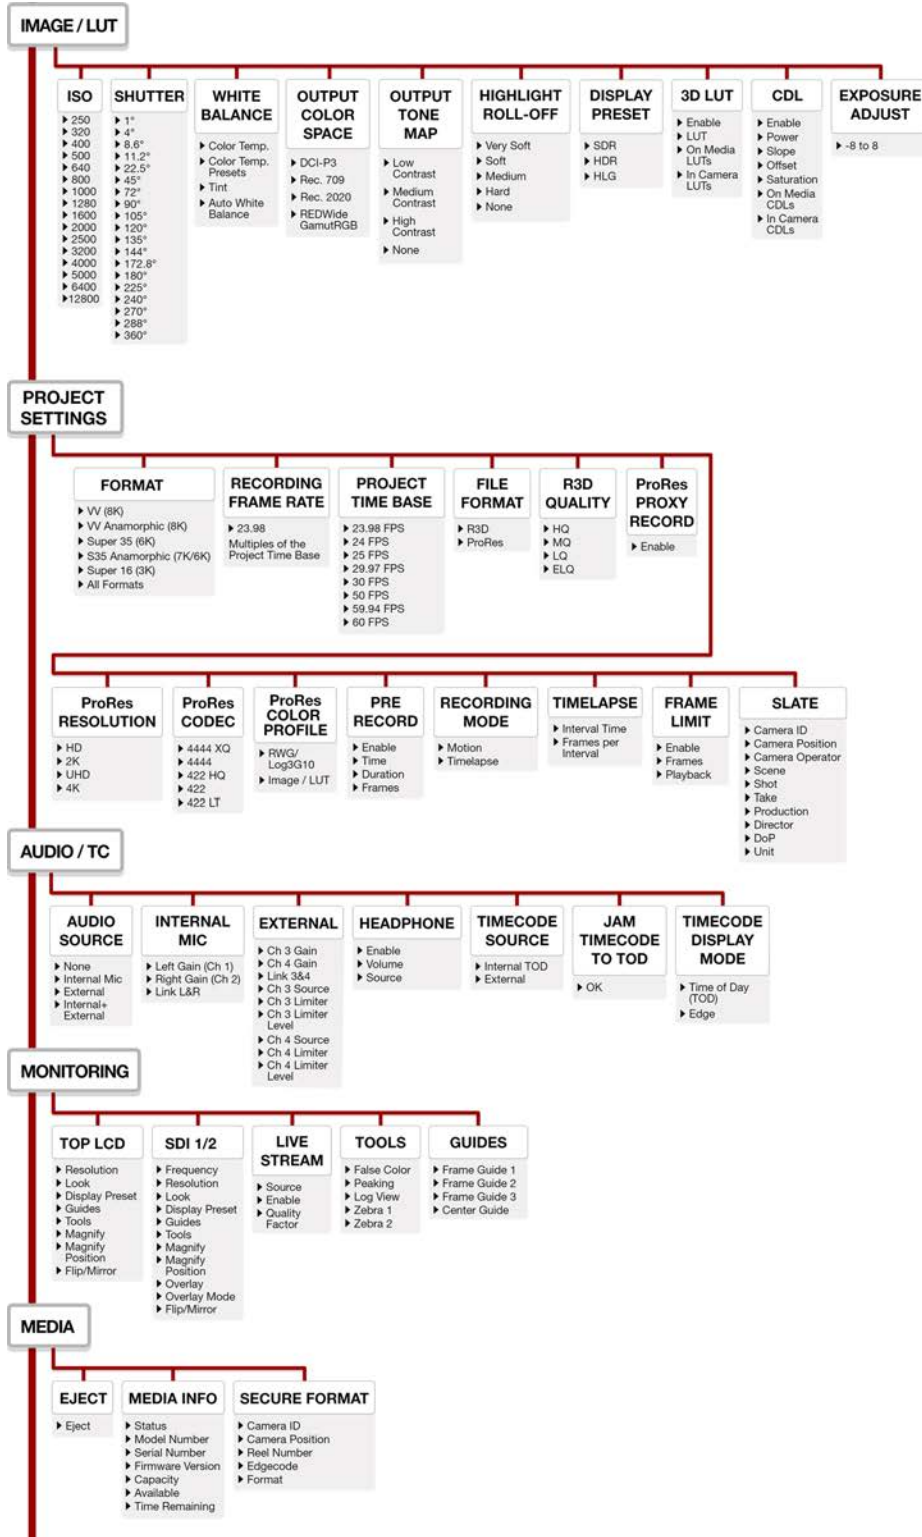 IMAGE / LUT
ISO
▶ 250
▶ 320
▶ 400
▶ 500
▶ 640
▶ 800
▶ 1000
▶ 1280
▶ 1600
▶ 2000
▶ 2500
▶ 3200
▶ 4000
▶ 5000
▶ 6400
▶ 12800
SHUTTER
▶ 1°
▶ 4°
▶ 8.6°
▶ 11.2°
▶ 22.5°
▶ 45°
▶ 72°
▶ 90°
▶ 105°
▶ 120°
▶ 135°
▶ 144°
▶ 172.8°
▶ 180°
▶ 225°
▶ 240°
▶ 270°
▶ 288°
▶ 360°
WHITE
BALANCE
▶ Color Temp.
▶ Color Temp.
Presets
▶ Tint
▶ Auto White
Balance
OUTPUT
COLOR
SPACE
▶ DCI-P3
▶ Rec. 709
▶ Rec. 2020
▶ REDWide
GamutRGB
OUTPUT
TONE
MAP
▶ Low
Contrast
▶ Medium
Contrast
▶ High
Contrast
▶ None
HIGHLIGHT
ROLL-OFF
▶ Very Soft
▶ Soft
▶ Medium
▶ Hard
▶ None
DISPLAY
PRESET
▶ SDR
▶ HDR
▶ HLG
3D LUT
▶ Enable
▶ LUT
▶ On Media
LUTs
▶ In Camera
LUTs
CDL
▶ Enable
▶ Power
▶ Slope
▶ Offset
▶ Saturation
▶ On Media
CDLs
▶ In Camera
CDLs
EXPOSURE
ADJUST
▶ -8 to 8
PROJECT
SETTINGS
FORMAT
▶ VV (8K)
▶ VV Anamorphic (8K)
▶ Super 35 (6K)
▶ S35 Anamorphic (7K/6K)
▶ Super 16 (3K)
▶ All Formats
RECORDING
FRAME RATE
▶ 23.98
Multiples of the
Project Time Base
PROJECT
TIME BASE
▶ 23.98 FPS
▶ 24 FPS
▶ 25 FPS
▶ 29.97 FPS
▶ 30 FPS
▶ 50 FPS
▶ 59.94 FPS
▶ 60 FPS
FILE
FORMAT
▶ R3D
▶ ProRes
R3D
QUALITY
▶ HQ
▶ MQ
▶ LQ
▶ ELQ
ProRes
PROXY
RECORD
▶ Enable
ProRes
RESOLUTION
▶ HD
▶ 2K
▶ UHD
▶ 4K
ProRes
CODEC
▶ 4444 XQ
▶ 4444
▶ 422 HQ
▶ 422
▶ 422 LT
ProRes
COLOR
PROFILE
▶ RWG/
Log3G10
▶ Image / LUT
PRE
RECORD
▶ Enable
▶ Time
▶ Duration
▶ Frames
RECORDING
MODE
▶ Motion
▶ Timelapse
TIMELAPSE
▶ Interval Time
▶ Frames per
Interval
FRAME
LIMIT
▶ Enable
▶ Frames
▶ Playback
SLATE
▶ Camera ID
▶ Camera Position
▶ Camera Operator
▶ Scene
▶ Shot
▶ Take
▶ Production
▶ Director
▶ DoP
▶ Unit
AUDIO / TC
AUDIO
SOURCE
▶ None
▶ Internal Mic
▶ External
▶ Internal+
External
INTERNAL
MIC
▶ Left Gain (Ch 1)
▶ Right Gain (Ch 2)
▶ Link L&R
EXTERNAL
▶ Ch 3 Gain
▶ Ch 4 Gain
▶ Link 3&4
▶ Ch 3 Source
▶ Ch 3 Limiter
▶ Ch 3 Limiter
Level
▶ Ch 4 Source
▶ Ch 4 Limiter
▶ Ch 4 Limiter
Level
HEADPHONE
▶ Enable
▶ Volume
▶ Source
TIMECODE
SOURCE
▶ Internal TOD
▶ External
JAM
TIMECODE
TO TOD
▶ OK
TIMECODE
DISPLAY
MODE
▶ Time of Day
(TOD)
▶ Edge
MONITORING
TOP LCD
▶ Resolution
▶ Look
▶ Display Preset
▶ Guides
▶ Tools
▶ Magnify
▶ Magnify
Position
▶ Flip/Mirror
SDI 1/2
▶ Frequency
▶ Resolution
▶ Look
▶ Display Preset
▶ Guides
▶ Tools
▶ Magnify
▶ Magnify
Position
▶ Overlay
▶ Overlay Mode
▶ Flip/Mirror
LIVE
STREAM
▶ Source
▶ Enable
▶ Quality
Factor
TOOLS
▶ False Color
▶ Peaking
▶ Log View
▶ Zebra 1
▶ Zebra 2
GUIDES
▶ Frame Guide 1
▶ Frame Guide 2
▶ Frame Guide 3
▶ Center Guide
MEDIA
EJECT
▶ Eject
MEDIA INFO
▶ Status
▶ Model Number
▶ Serial Number
▶ Firmware Version
▶ Capacity
▶ Available
▶ Time Remaining
SECURE FORMAT
▶ Camera ID
▶ Camera Position
▶ Reel Number
▶ Edgecode
▶ Format